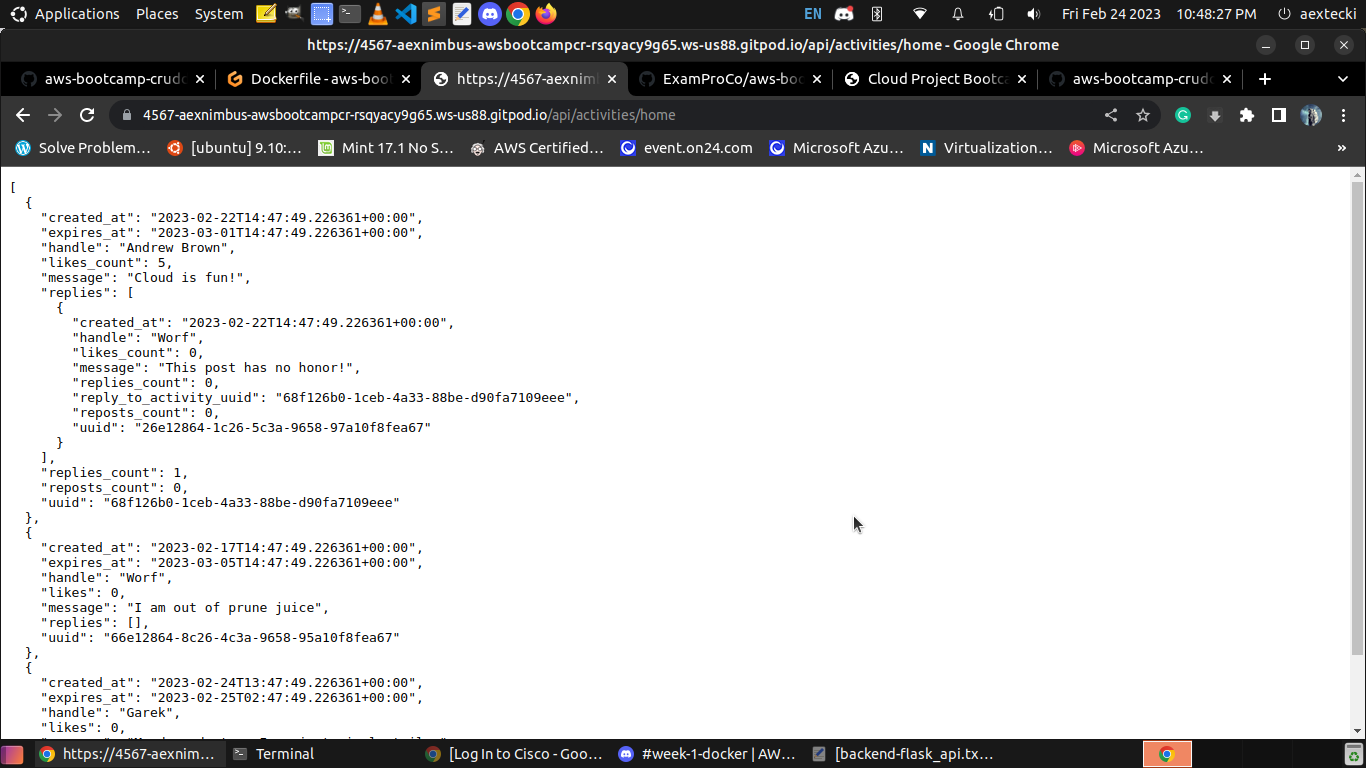 Applications Places System EN Fri Feb 24 2023 10:48:27 PM aextecki
https://4567-aexnimbus-awsbootcampcr-rsqyacy9g65.ws-us88.gitpod.io/api/activities/home - Google Chrome
aws-bootcamp-crudc Dockerfile - aws-boot https://4567-aexnim ExamProCo/aws-boo Cloud Project Bootca aws-bootcamp-crudc
4567-aexnimbus-awsbootcampcr-rsqyacy9g65.ws-us88.gitpod.io/api/activities/home
Solve Problem... [ubuntu] 9.10:... Mint 17.1 No S... AWS Certified... event.on24.com Microsoft Azu... Virtualization... Microsoft Azu... »
[
  {
    "created_at": "2023-02-22T14:47:49.226361+00:00",
    "expires_at": "2023-03-01T14:47:49.226361+00:00",
    "handle": "Andrew Brown",
    "likes_count": 5,
    "message": "Cloud is fun!",
    "replies": [
      {
        "created_at": "2023-02-22T14:47:49.226361+00:00",
        "handle": "Worf",
        "likes_count": 0,
        "message": "This post has no honor!",
        "replies_count": 0,
        "reply_to_activity_uuid": "68f126b0-1ceb-4a33-88be-d90fa7109eee",
        "reposts_count": 0,
        "uuid": "26e12864-1c26-5c3a-9658-97a10f8fea67"
      }
    ],
    "replies_count": 1,
    "reposts_count": 0,
    "uuid": "68f126b0-1ceb-4a33-88be-d90fa7109eee"
  },
  {
    "created_at": "2023-02-17T14:47:49.226361+00:00",
    "expires_at": "2023-03-05T14:47:49.226361+00:00",
    "handle": "Worf",
    "likes": 0,
    "message": "I am out of prune juice",
    "replies": [],
    "uuid": "66e12864-8c26-4c3a-9658-95a10f8fea67"
  },
  {
    "created_at": "2023-02-24T13:47:49.226361+00:00",
    "expires_at": "2023-02-25T02:47:49.226361+00:00",
    "handle": "Garek",
    "likes": 0,
https://4567-aexnim... Terminal [Log In to Cisco - Goo... #week-1-docker | AW... [backend-flask_api.tx...